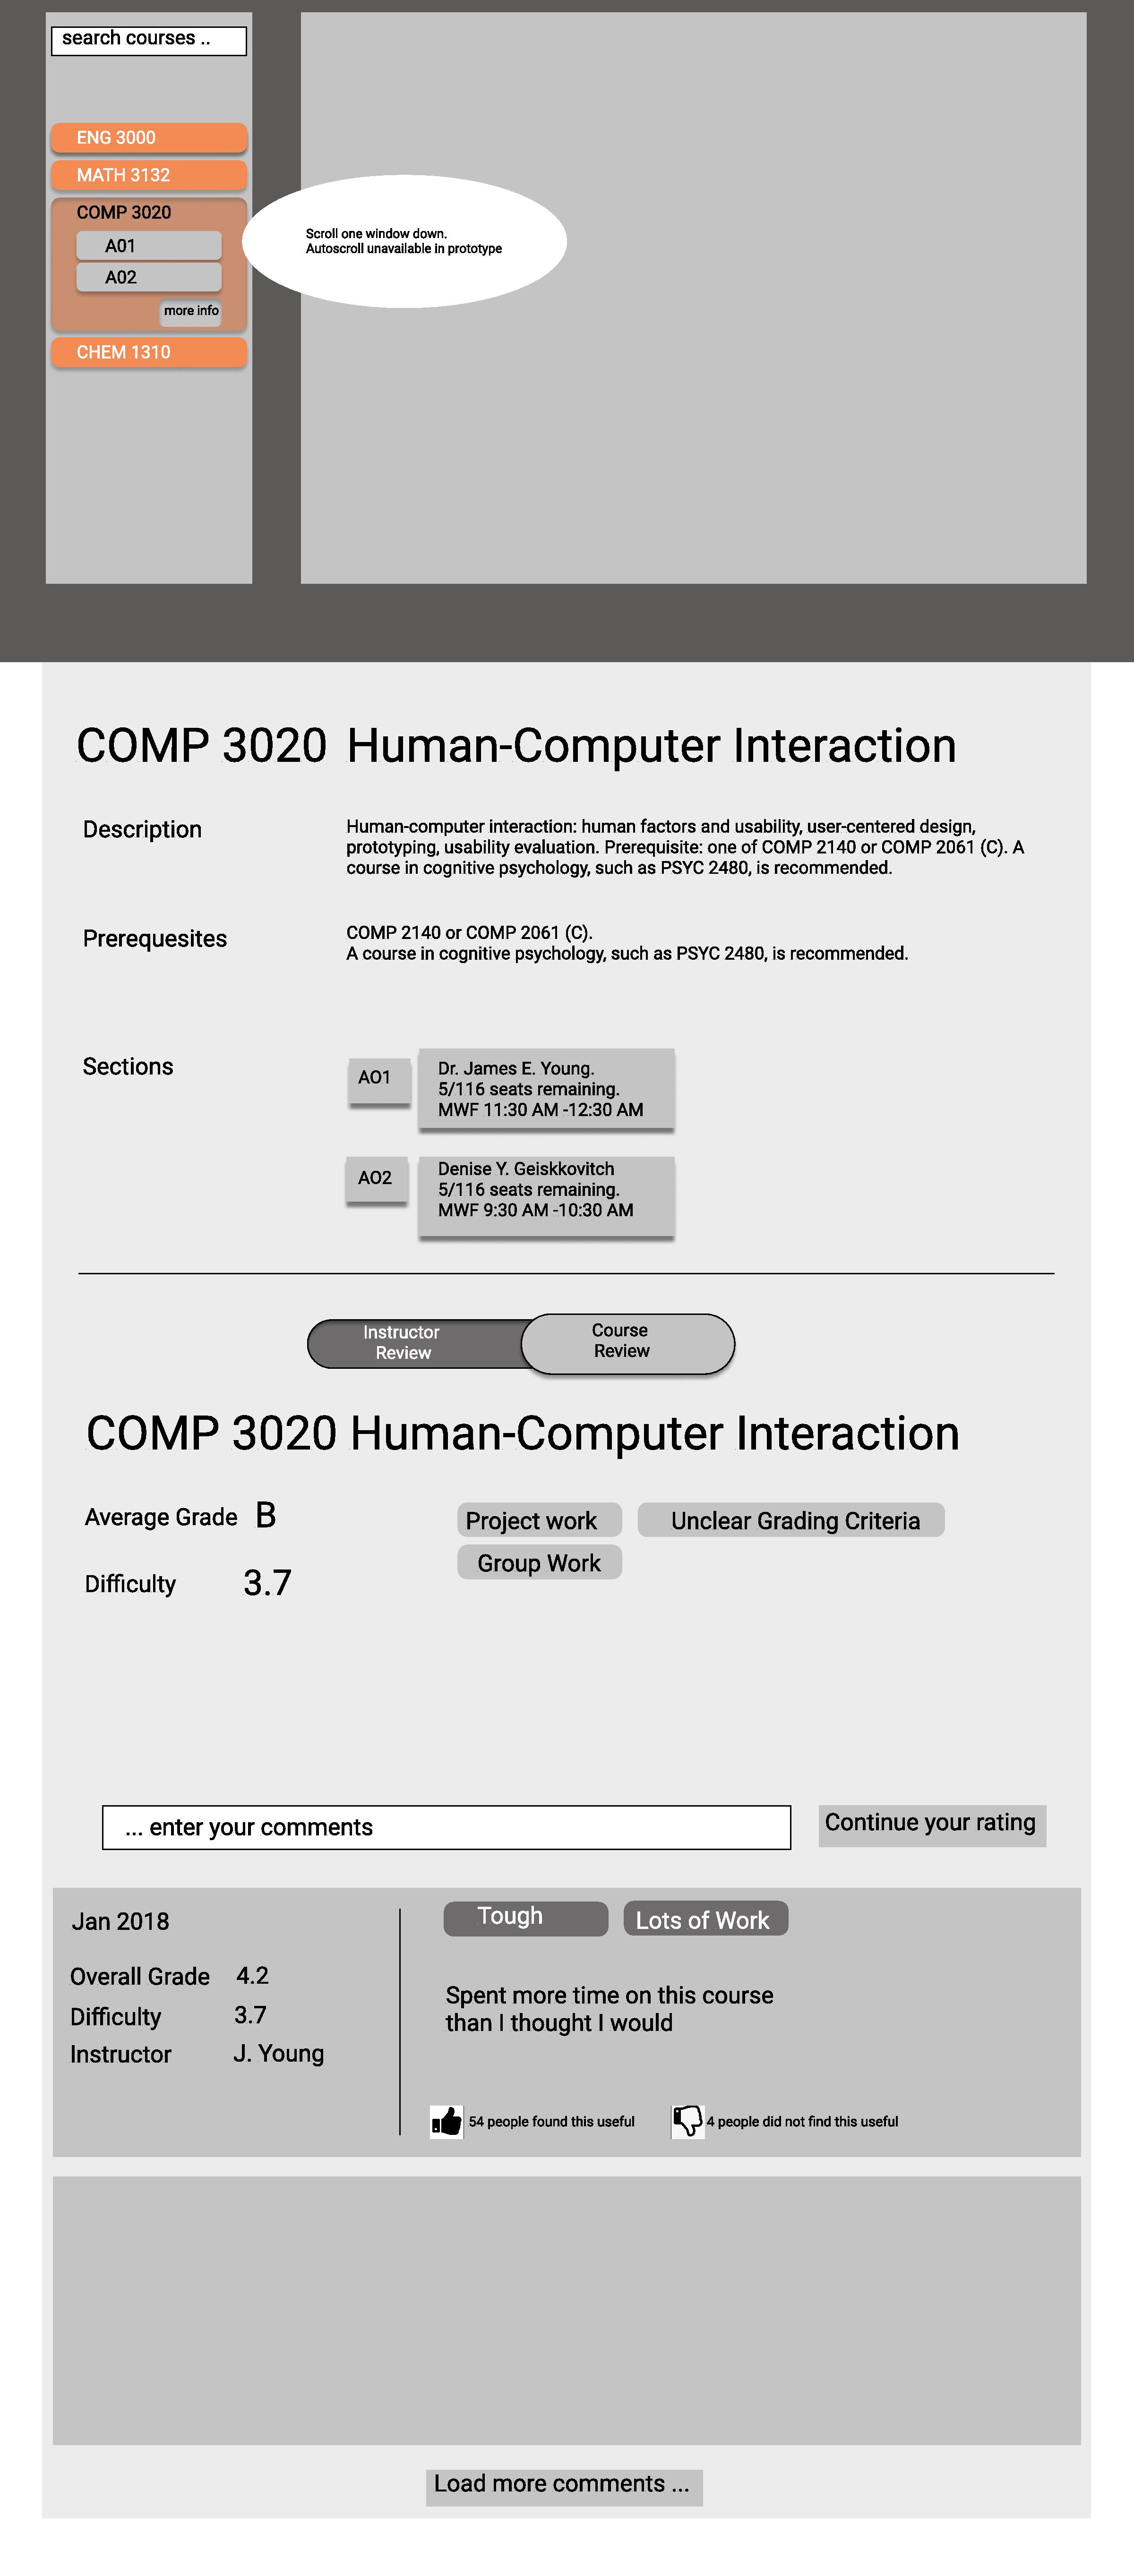 search courses ..
ENG 3000
MATH 3132
COMP 3020
A01
A02
more info
CHEM 1310
Scroll one window down.
Autoscroll unavailable in prototype
COMP 3020 Human-Computer Interaction
Description
Human-computer interaction: human factors and usability, user-centered design,
prototyping, usability evaluation. Prerequisite: one of COMP 2140 or COMP 2061 (C). A
course in cognitive psychology, such as PSYC 2480, is recommended.
Prerequesites
COMP 2140 or COMP 2061 (C).
A course in cognitive psychology, such as PSYC 2480, is recommended.
Sections
AO1
Dr. James E. Young.
5/116 seats remaining.
MWF 11:30 AM -12:30 AM
AO2
Denise Y. Geiskkovitch
5/116 seats remaining.
MWF 9:30 AM -10:30 AM
Instructor
Review
Course
Review
COMP 3020 Human-Computer Interaction
Average Grade B
Difficulty 3.7
Project work
Unclear Grading Criteria
Group Work
... enter your comments
Continue your rating
Jan 2018
Overall Grade 4.2
Difficulty 3.7
Instructor J. Young
Tough
Lots of Work
Spent more time on this course
than I thought I would
54 people found this useful
4 people did not find this useful
Load more comments ...